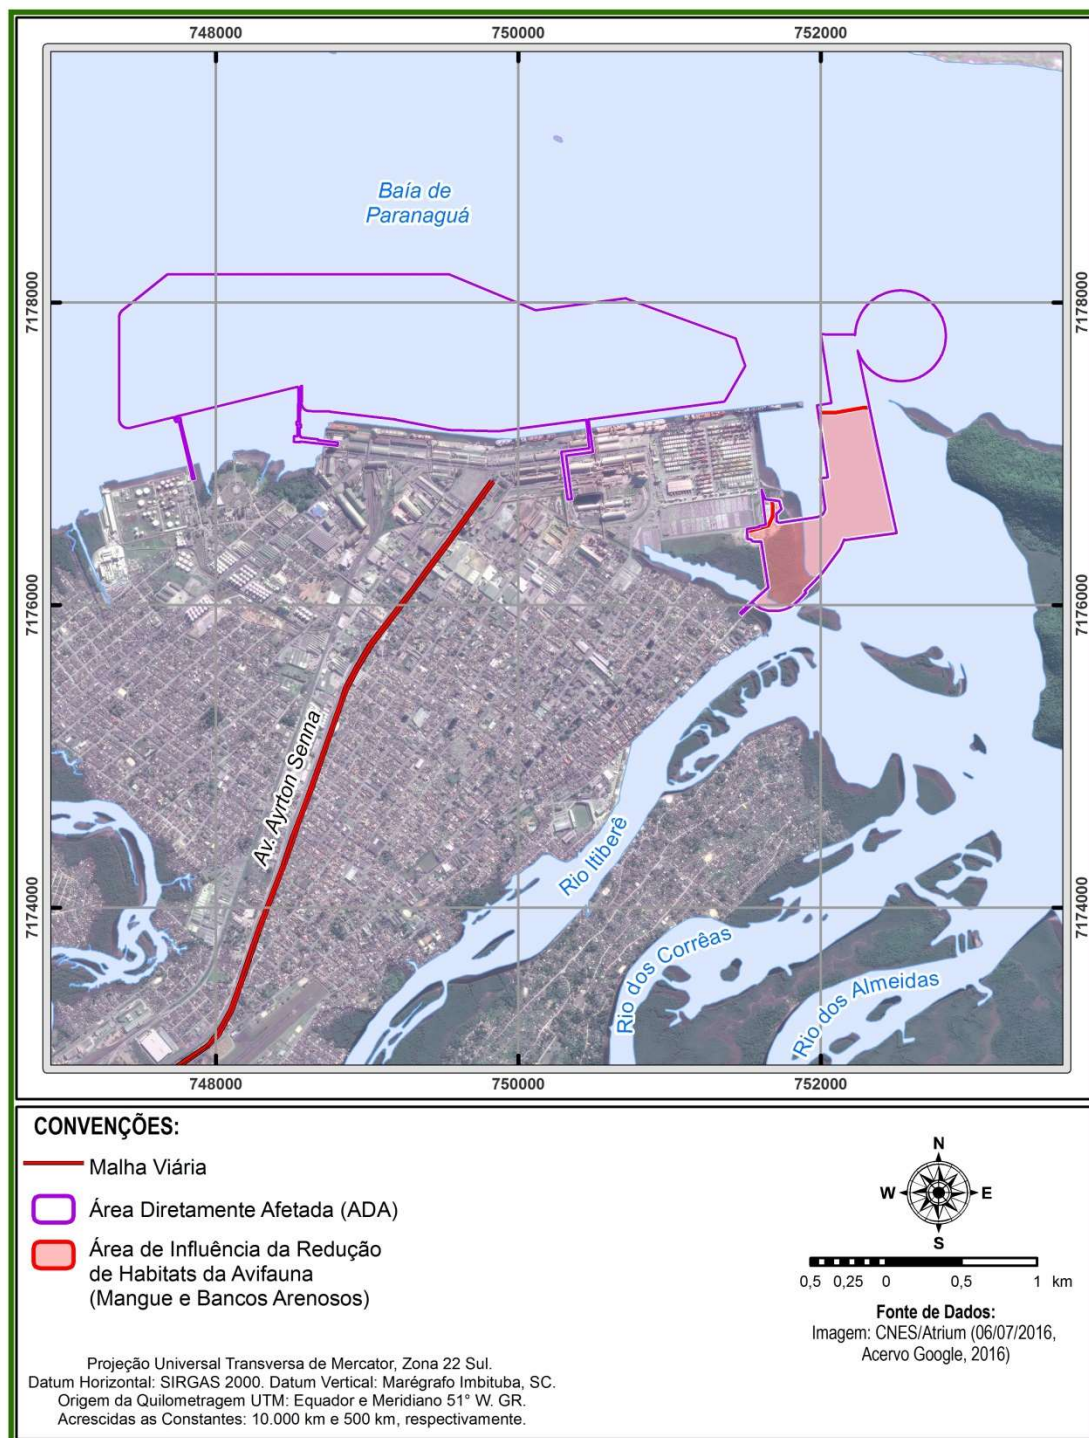 748000
750000
752000
Baía de
Paranaguá
7178000
7178000
7176000
7176000
Av. Ayrton Senna
Rio Itiberê
7174000
7174000
Rio dos Corrêas
Rio dos Almeidas
748000
750000
752000
CONVENÇÕES:
Malha Viária
Área Diretamente Afetada (ADA)
Área de Influência da Redução
de Habitats da Avifauna
(Mangue e Bancos Arenosos)
N
W
E
S
0,5 0,25 0 0,5 1 km
Fonte de Dados:
Imagem: CNES/Atrium (06/07/2016,
Acervo Google, 2016)
Projeção Universal Transversa de Mercator, Zona 22 Sul.
Datum Horizontal: SIRGAS 2000. Datum Vertical: Marégrafo Imbituba, SC.
Origem da Quilometragem UTM: Equador e Meridiano 51° W. GR.
Acrescidas as Constantes: 10.000 km e 500 km, respectivamente.